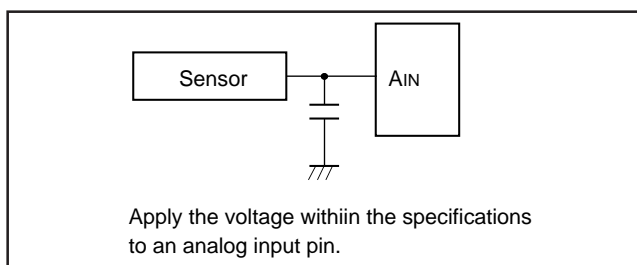 Sensor
AIN
Apply the voltage withiin the specifications
to an analog input pin.